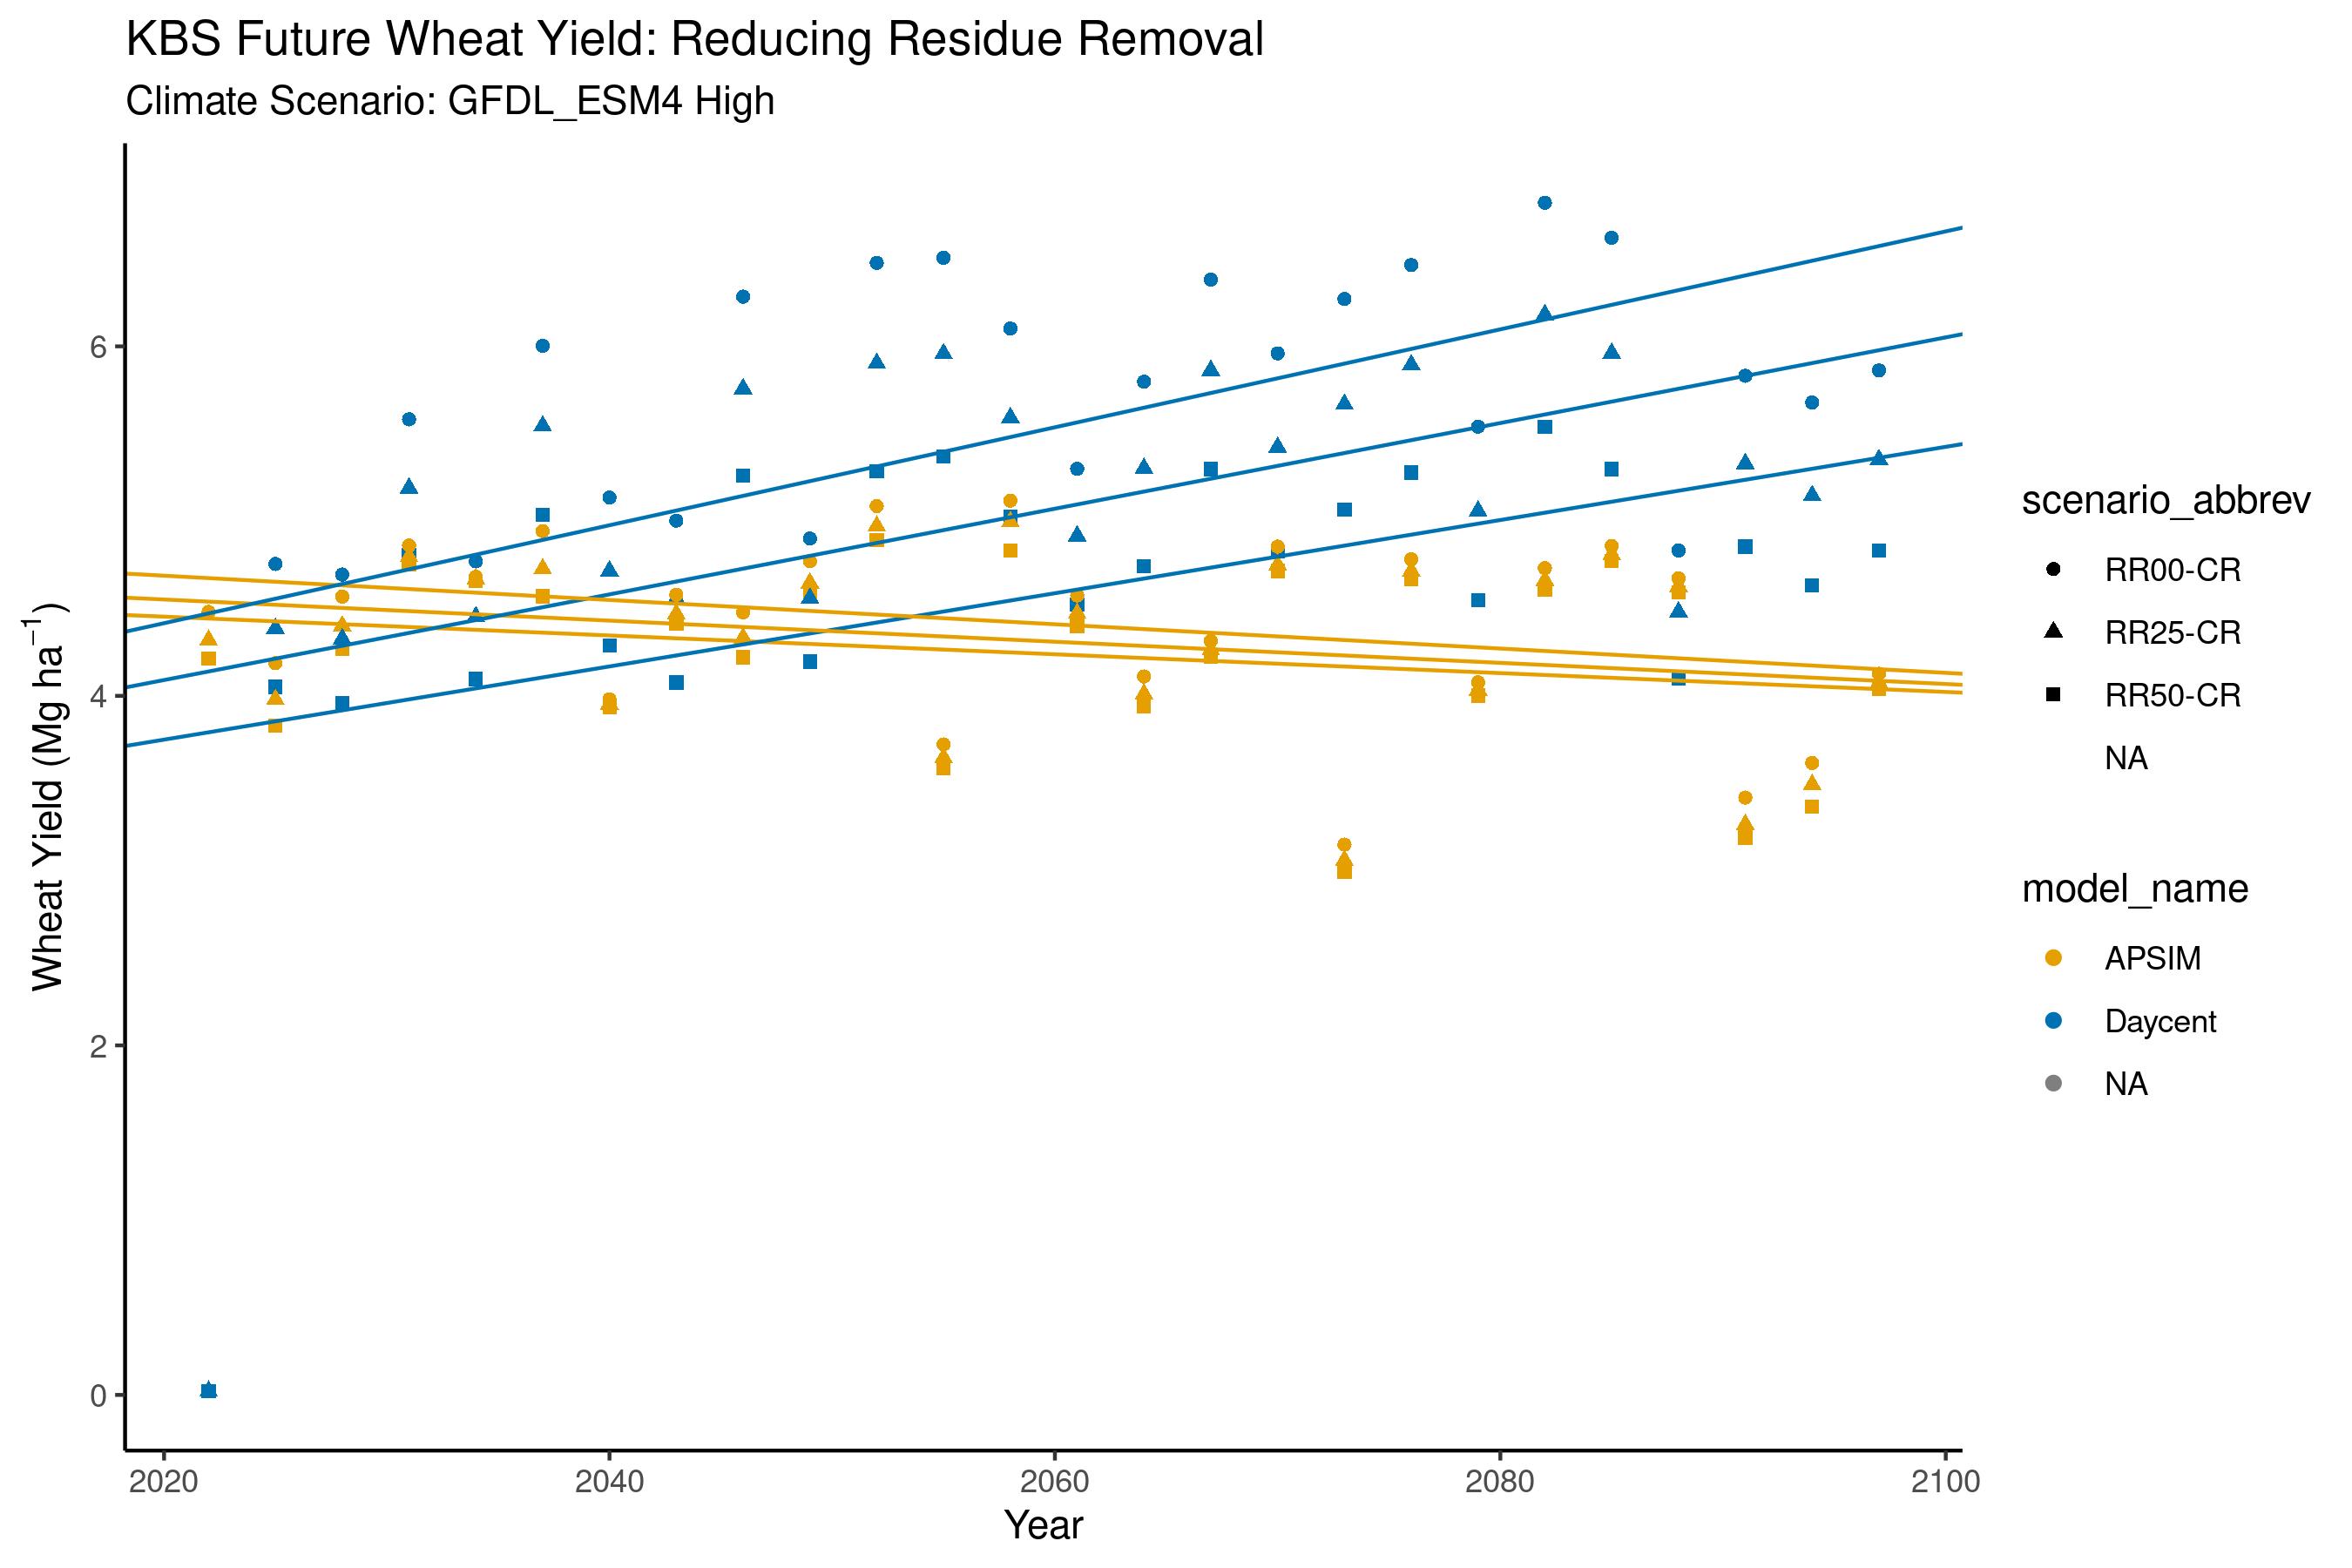 KBS Future Wheat Yield: Reducing Residue Removal
Climate Scenario: GFDL_ESM4 High
Wheat Yield (Mg ha⁻¹)
6
4
2
0
2020
2040
2060
2080
2100
Year
scenario_abbrev
RR00-CR
RR25-CR
RR50-CR
NA
model_name
APSIM
Daycent
NA